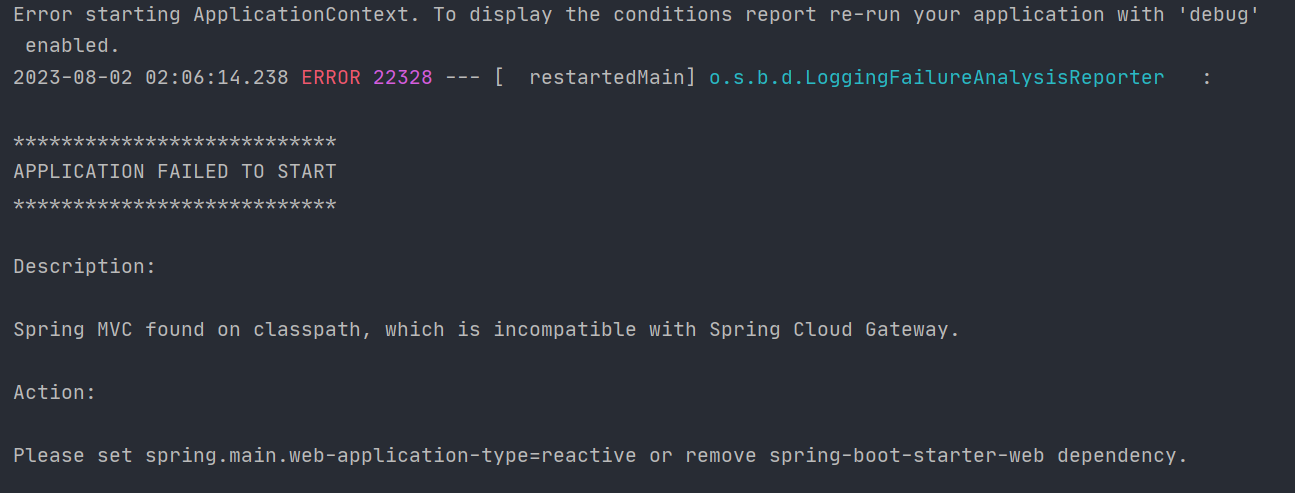 Error starting ApplicationContext. To display the conditions report re-run your application with 'debug'
enabled.
2023-08-02 02:06:14.238 ERROR 22328 --- [  restartedMain] o.s.b.d.LoggingFailureAnalysisReporter   :
***************************
APPLICATION FAILED TO START
***************************
Description:
Spring MVC found on classpath, which is incompatible with Spring Cloud Gateway.
Action:
Please set spring.main.web-application-type=reactive or remove spring-boot-starter-web dependency.